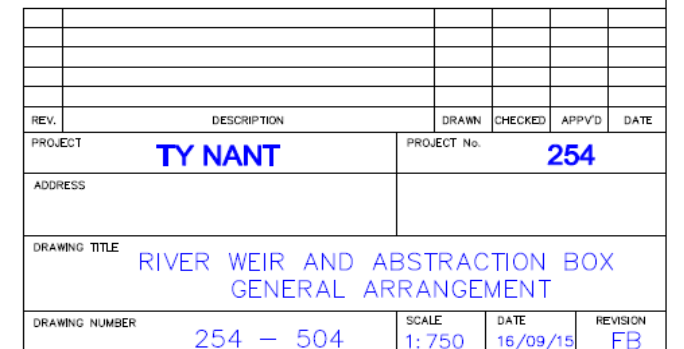 REV. DESCRIPTION DRAWN CHECKED APPV'D DATE
PROJECT TY NANT PROJECT No. 254
ADDRESS
DRAWING TITLE RIVER WEIR AND ABSTRACTION BOX
GENERAL ARRANGEMENT
DRAWING NUMBER SCALE DATE REVISION
254 - 504 1:750 16/09/15 FB